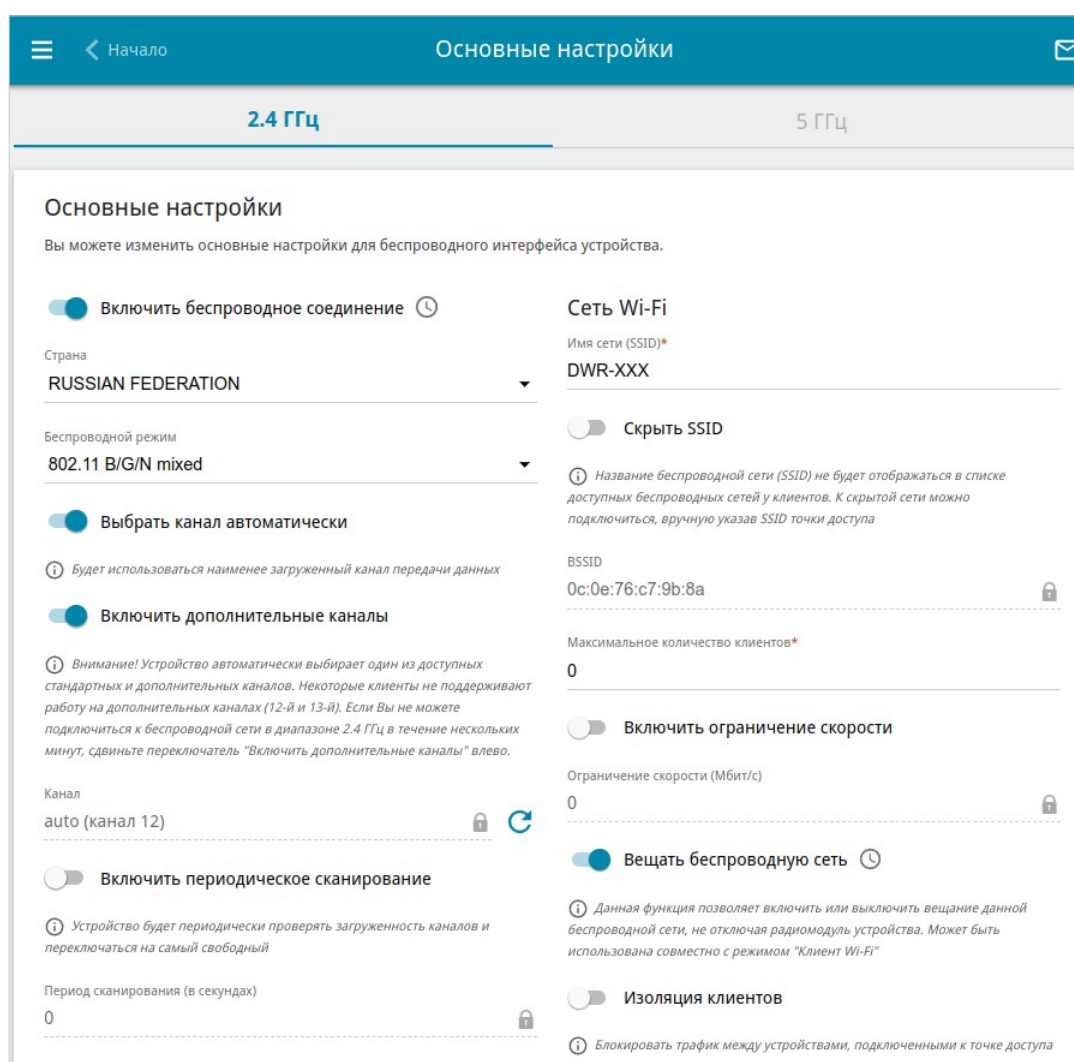 Начало
Основные настройки
2.4 ГГц
5 ГГц
Основные настройки
Вы можете изменить основные настройки для беспроводного интерфейса устройства.
Включить беспроводное соединение
Страна
RUSSIAN FEDERATION
Беспроводной режим
802.11 B/G/N mixed
Выбрать канал автоматически
Будет использоваться наименее загруженный канал передачи данных
Включить дополнительные каналы
Внимание! Устройство автоматически выбирает один из доступных
стандартных и дополнительных каналов. Некоторые клиенты не поддерживают
работу на дополнительных каналах (12-й и 13-й). Если Вы не можете
подключиться к беспроводной сети в диапазоне 2.4 ГГц в течение нескольких
минут, сдвиньте переключатель "Включить дополнительные каналы" влево.
Канал
auto (канал 12)
Включить периодическое сканирование
Устройство будет периодически проверять загруженность каналов и
переключаться на самый свободный
Период сканирования (в секундах)
0
Сеть Wi-Fi
Имя сети (SSID)*
DWR-XXX
Скрыть SSID
Название беспроводной сети (SSID) не будет отображаться в списке
доступных беспроводных сетей у клиентов. К скрытой сети можно
подключиться, вручную указав SSID точки доступа
BSSID
0c:0e:76:c7:9b:8a
Максимальное количество клиентов*
0
Включить ограничение скорости
Ограничение скорости (Мбит/с)
0
Вещать беспроводную сеть
Данная функция позволяет включить или выключить вещание данной
беспроводной сети, не отключая радиомодуль устройства. Может быть
использована совместно с режимом "Клиент Wi-Fi"
Изоляция клиентов
Блокировать трафик между устройствами, подключенными к точке доступа